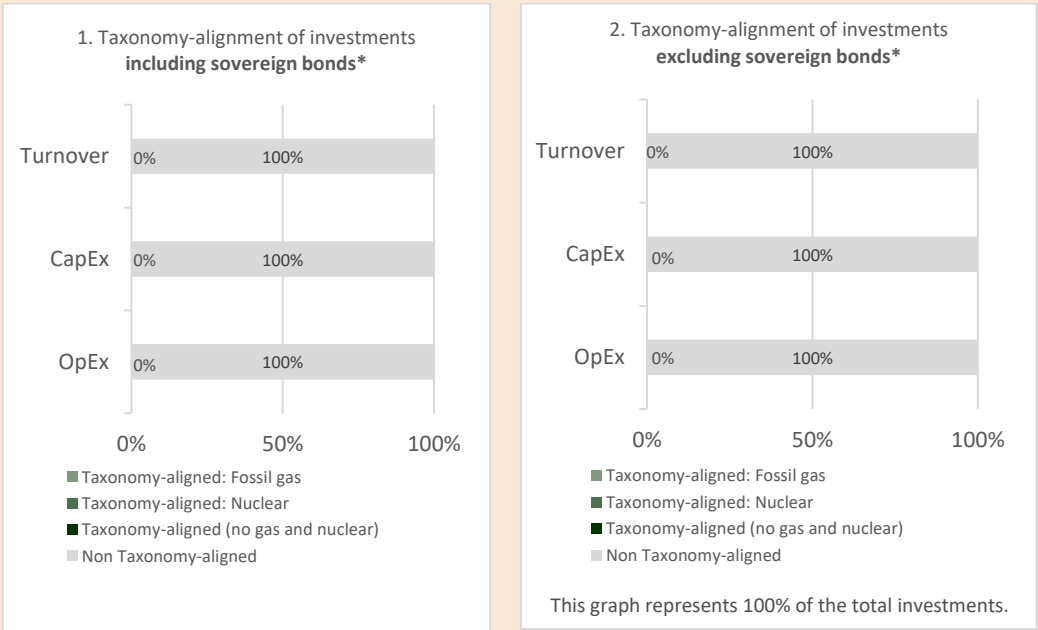 1. Taxonomy-alignment of investments
including sovereign bonds*
Turnover 0% 100%
CapEx 0% 100%
OpEx 0% 100%
0% 50% 100%
Taxonomy-aligned: Fossil gas
Taxonomy-aligned: Nuclear
Taxonomy-aligned (no gas and nuclear)
Non Taxonomy-aligned
2. Taxonomy-alignment of investments
excluding sovereign bonds*
Turnover 0% 100%
CapEx 0% 100%
OpEx 0% 100%
0% 50% 100%
Taxonomy-aligned: Fossil gas
Taxonomy-aligned: Nuclear
Taxonomy-aligned (no gas and nuclear)
Non Taxonomy-aligned
This graph represents 100% of the total investments.